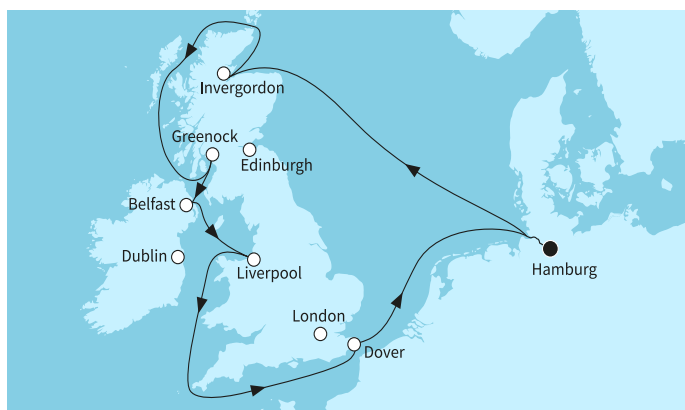 Invergordon
Greenock
Edinburgh
Belfast
Dublin
Liverpool
Hamburg
London
Dover